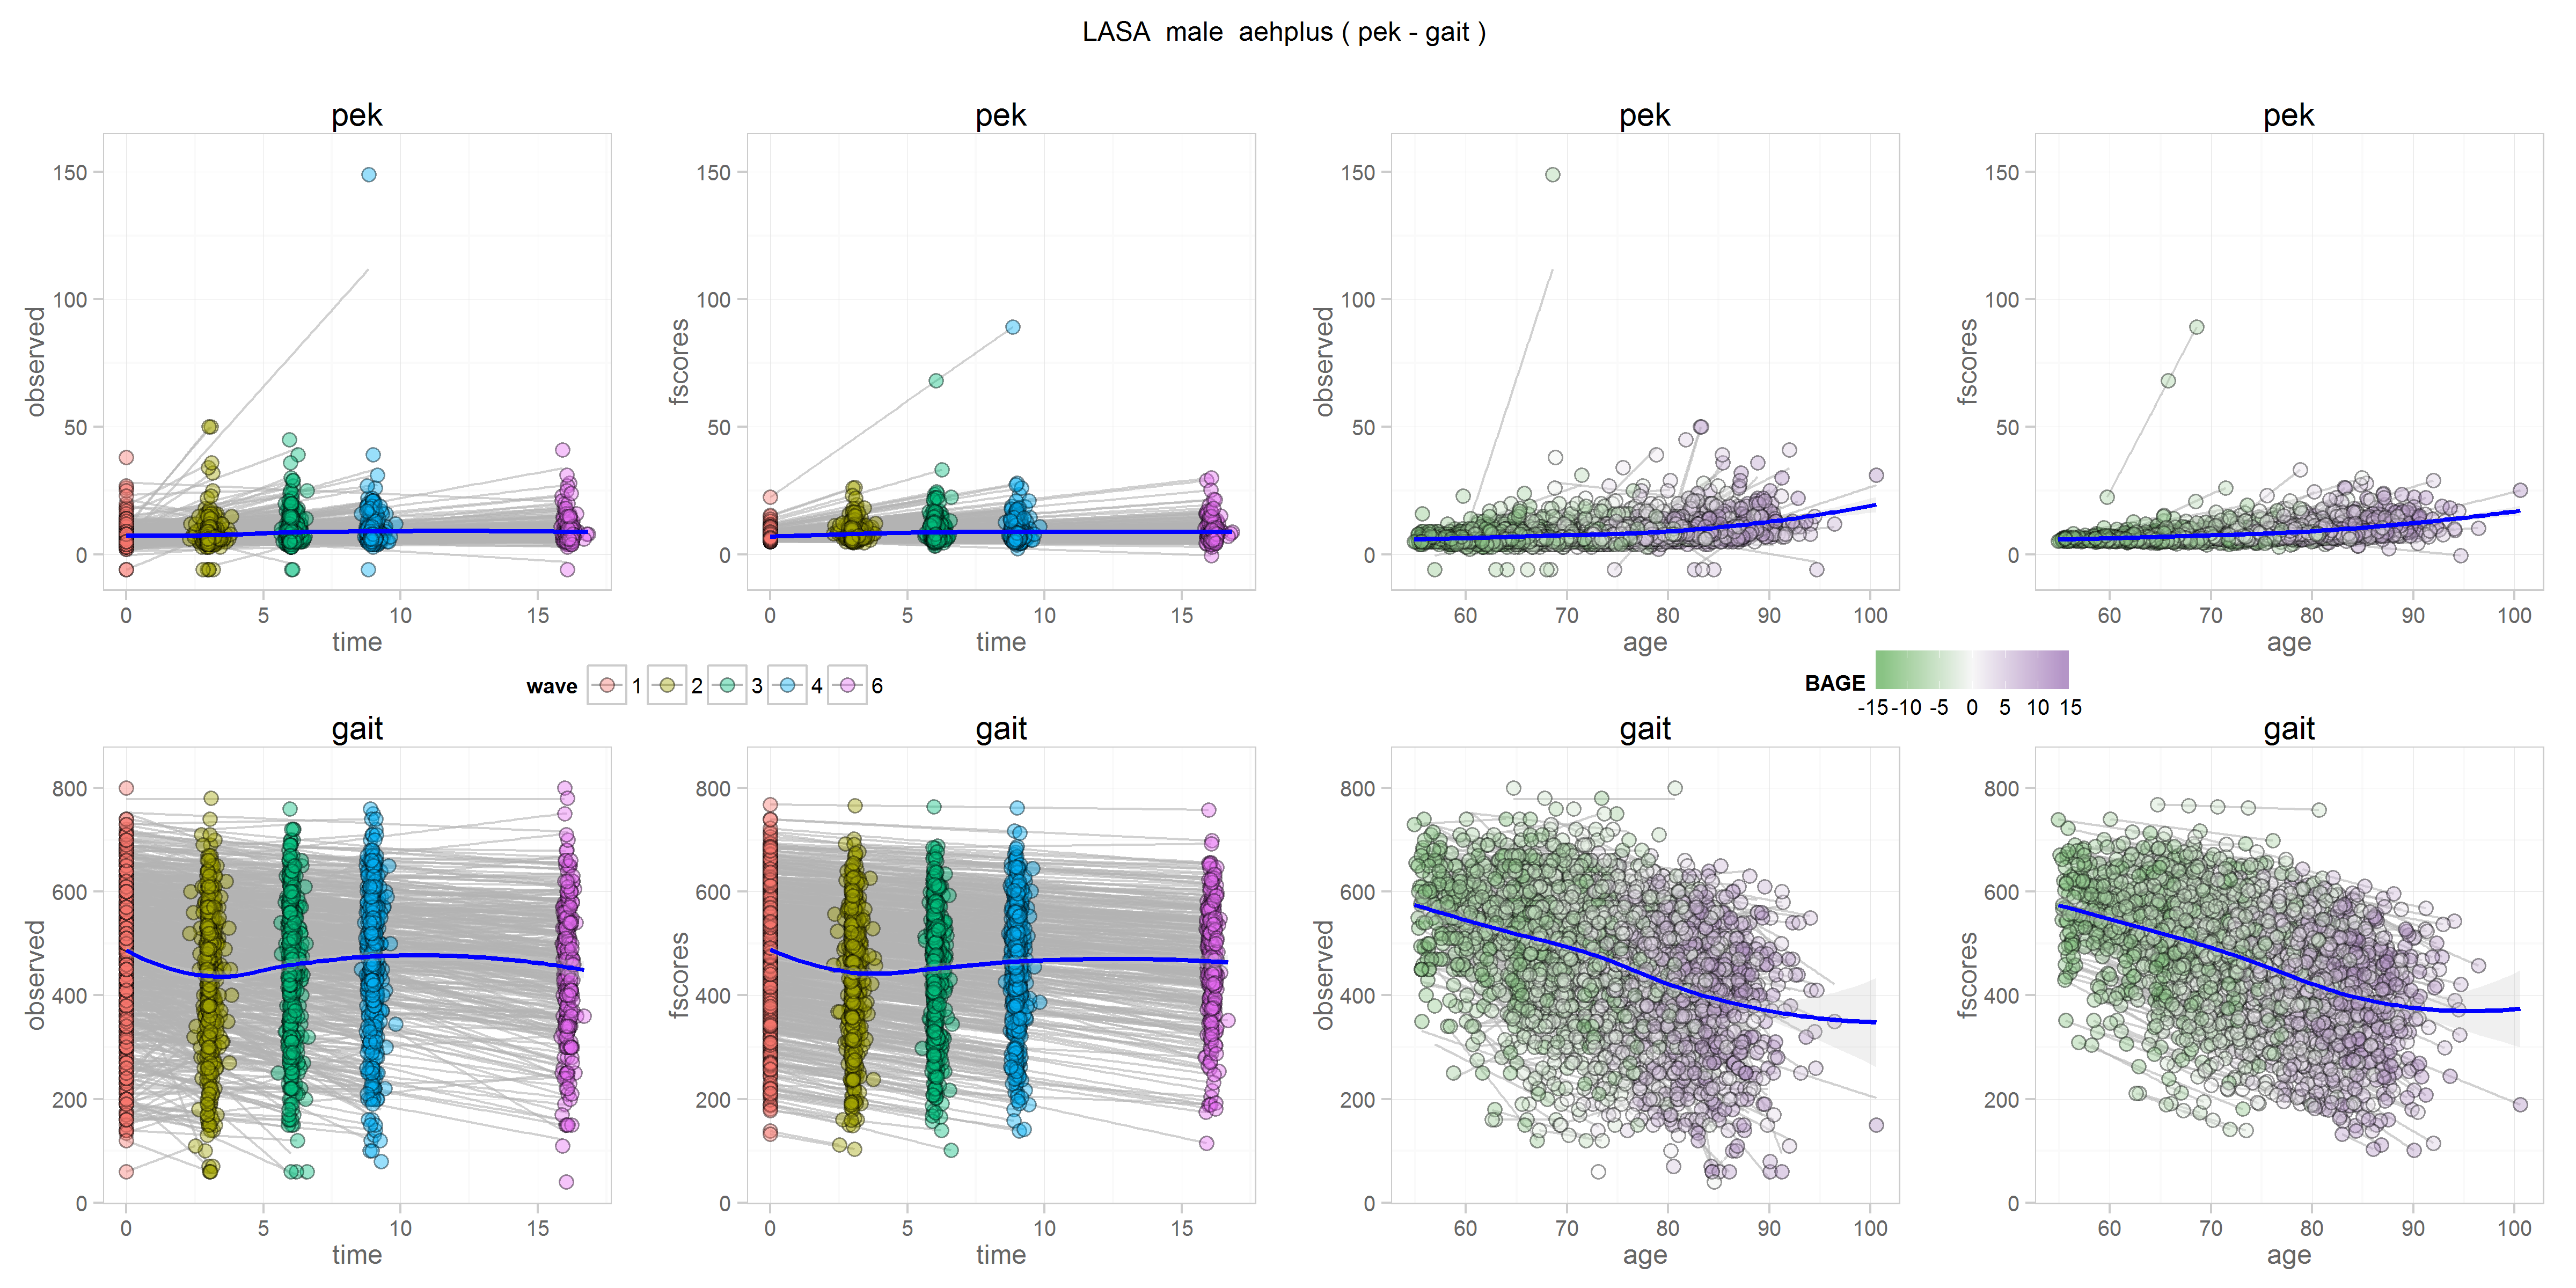 LASA male aehplus ( pek - gait )
pek pek pek pek
observed fscores observed fscores
150 150 150 150
100 100 100 100
50 50 50 50
0 0 0 0
0 5 10 15 0 5 10 15 60 70 80 90 100 60 70 80 90 100
time time age age
wave 1 2 3 4 6
BAGE
-15 -10 -5 0 5 10 15
gait gait gait gait
observed fscores observed fscores
800 800 800 800
600 600 600 600
400 400 400 400
200 200 200 200
0 0 0 0
0 5 10 15 0 5 10 15 60 70 80 90 100 60 70 80 90 100
time time age age